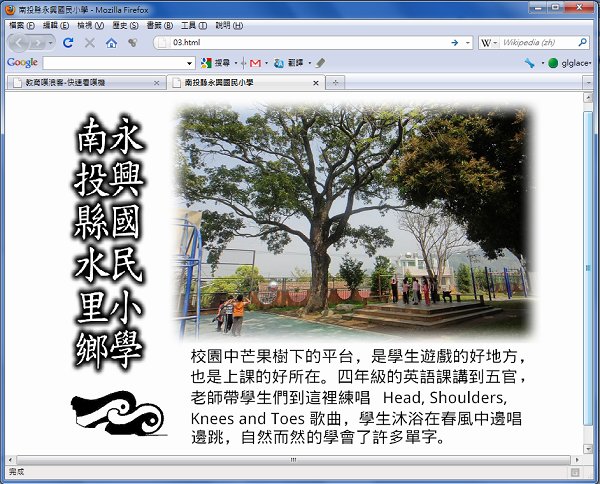 南投縣永興國民小學 - Mozilla Firefox
檔案(F) 編輯(E) 檢視(V) 歷史(S) 書籤(B) 工具(T) 說明(H)
03.html
W Wikipedia (zh)
Google 搜尋 翻譯 glglace
教育噗浪客-快速看噗機 南投縣永興國民小學
永興國民小學
南投縣水里鄉
校園中芒果樹下的平台，是學生遊戲的好地方，
也是上課的好所在。四年級的英語課講到五官，
老師帶學生們到這裡練唱 Head, Shoulders,
Knees and Toes 歌曲，學生沐浴在春風中邊唱
邊跳，自然而然的學會了許多單字。
完成